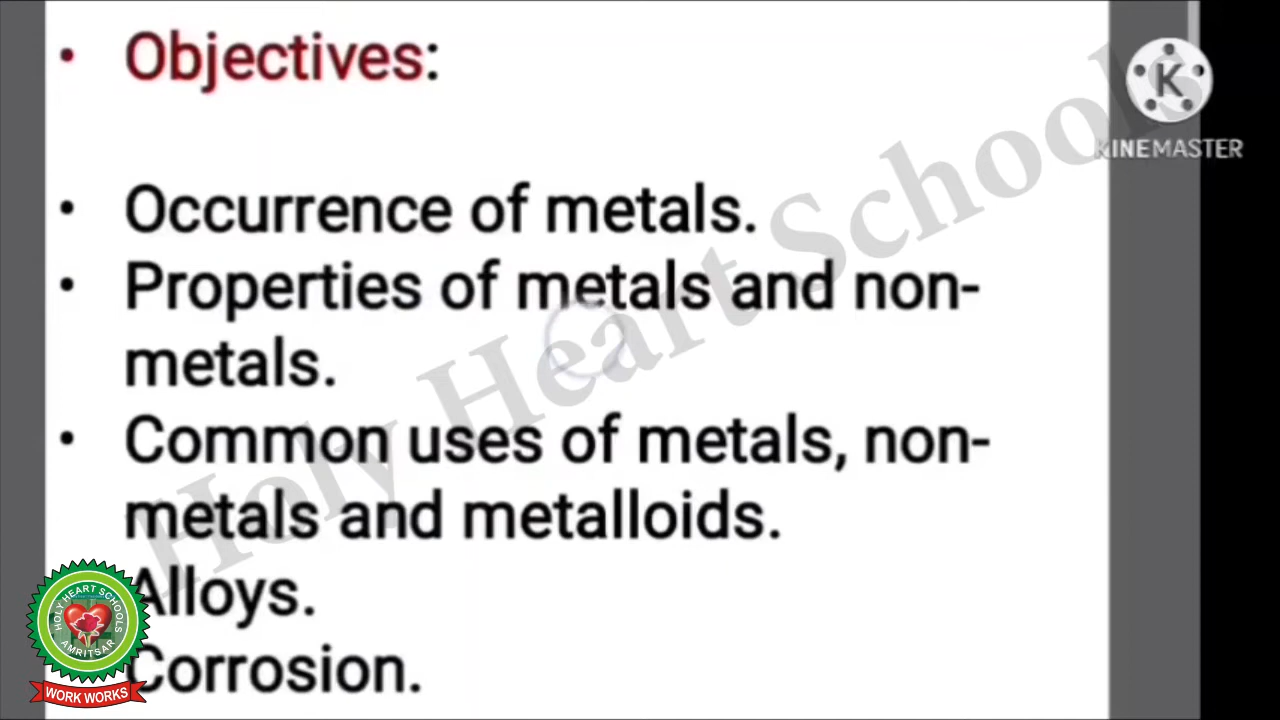 • Objectives:
• Occurrence of metals.
• Properties of metals and non-
metals.
• Common uses of metals, non-
metals and metalloids.
Alloys.
Corrosion.
K
KINEMASTER
Holy Heart Schools
HOLY HEART SCHOOLS
AMRITSAR
WORK WORKS